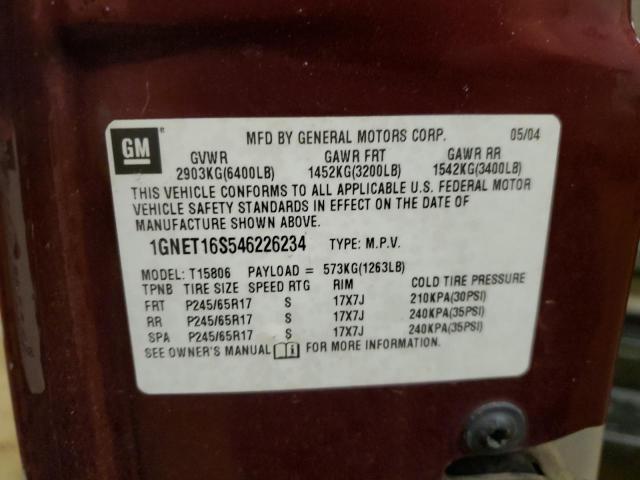 GM ® MFD BY GENERAL MOTORS CORP. 05/04
GVWR GAWR FRT GAWR RR
2903KG(6400LB) 1452KG(3200LB) 1542KG(3400LB)
THIS VEHICLE CONFORMS TO ALL APPLICABLE U.S. FEDERAL MOTOR
VEHICLE SAFETY STANDARDS IN EFFECT ON THE DATE OF
MANUFACTURE SHOWN ABOVE.
1GNET16S546226234 TYPE: M.P.V.
MODEL: T15806 PAYLOAD = 573KG(1263LB)
TPNB TIRE SIZE SPEED RTG RIM COLD TIRE PRESSURE
FRT P245/65R17 S 17X7J 210KPA(30PSI)
RR P245/65R17 S 17X7J 240KPA(35PSI)
SPA P245/65R17 S 17X7J 240KPA(35PSI)
SEE OWNER'S MANUAL FOR MORE INFORMATION.